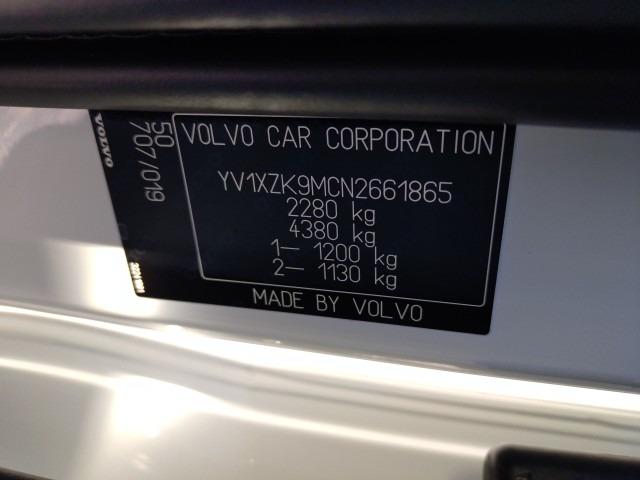 VOLVO CAR CORPORATION
YV1XZK9MCN2661865
2280 kg
4380 kg
1– 1200 kg
2– 1130 kg
MADE BY VOLVO
50
707/019
VOLVO